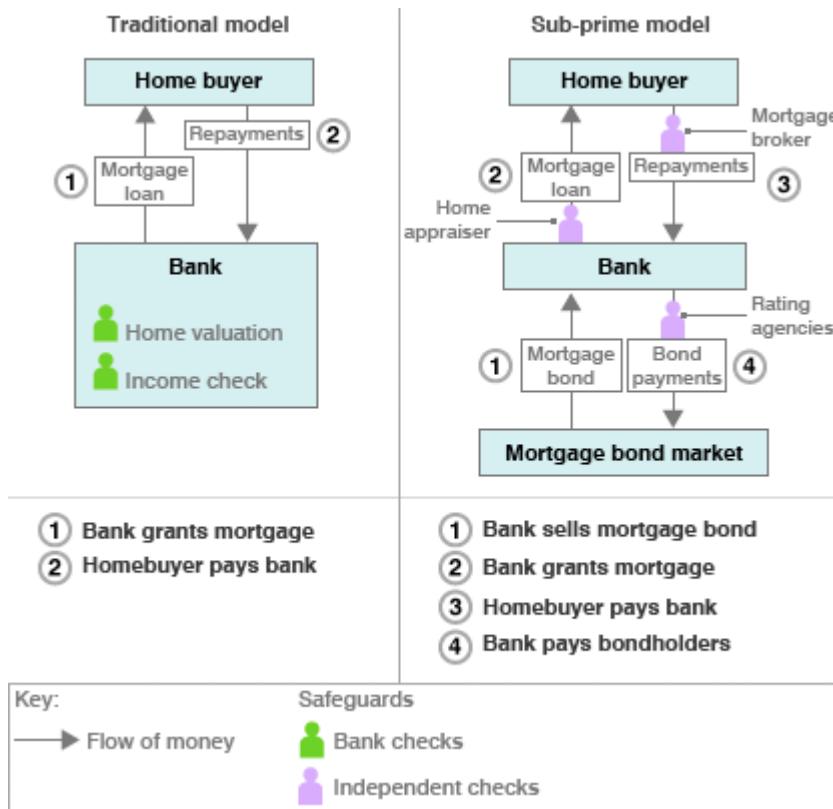 Traditional model
Home buyer
Repayments
2
1
Mortgage
loan
Bank
Home valuation
Income check
Sub-prime model
Home buyer
Mortgage
broker
2
Mortgage
loan
Repayments
3
Home
appraiser
Bank
Rating
agencies
1
Mortgage
bond
Bond
payments
4
Mortgage bond market
1 Bank grants mortgage
2 Homebuyer pays bank
1 Bank sells mortgage bond
2 Bank grants mortgage
3 Homebuyer pays bank
4 Bank pays bondholders
Key:
Flow of money
Safeguards
Bank checks
Independent checks